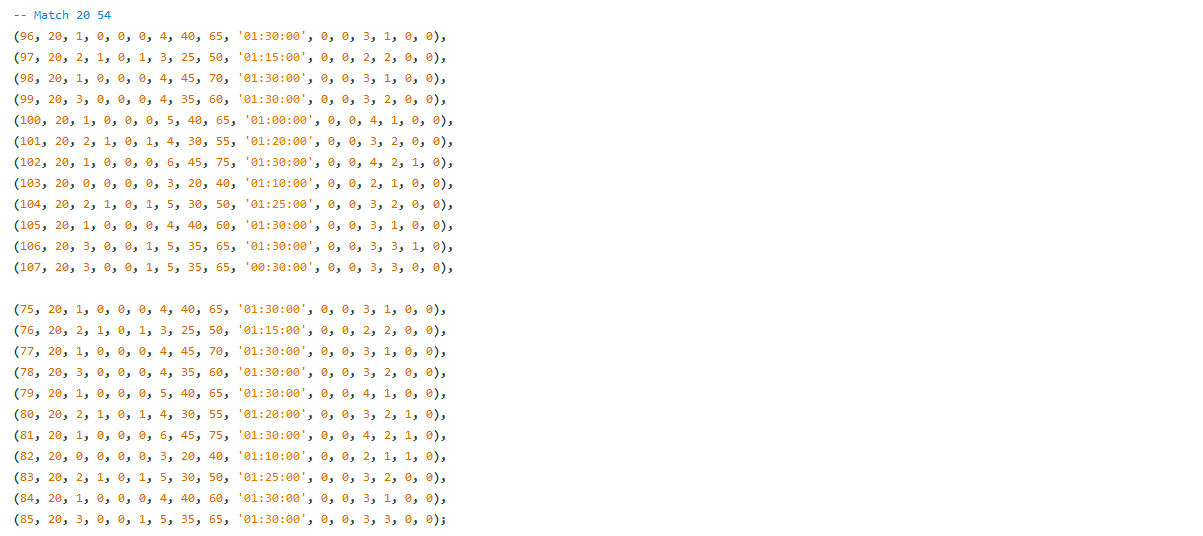 -- Match 20 54
(96, 20, 1, 0, 0, 0, 4, 40, 65, '01:30:00', 0, 0, 3, 1, 0, 0),
(97, 20, 2, 1, 0, 1, 3, 25, 50, '01:15:00', 0, 0, 2, 2, 0, 0),
(98, 20, 1, 0, 0, 0, 4, 45, 70, '01:30:00', 0, 0, 3, 1, 0, 0),
(99, 20, 3, 0, 0, 0, 4, 35, 60, '01:30:00', 0, 0, 3, 2, 0, 0),
(100, 20, 1, 0, 0, 0, 5, 40, 65, '01:00:00', 0, 0, 4, 1, 0, 0),
(101, 20, 2, 1, 0, 1, 4, 30, 55, '01:20:00', 0, 0, 3, 2, 0, 0),
(102, 20, 1, 0, 0, 0, 6, 45, 75, '01:30:00', 0, 0, 4, 2, 1, 0),
(103, 20, 0, 0, 0, 0, 3, 20, 40, '01:10:00', 0, 0, 2, 1, 0, 0),
(104, 20, 2, 1, 0, 1, 5, 30, 50, '01:25:00', 0, 0, 3, 2, 0, 0),
(105, 20, 1, 0, 0, 0, 4, 40, 60, '01:30:00', 0, 0, 3, 1, 0, 0),
(106, 20, 3, 0, 0, 1, 5, 35, 65, '01:30:00', 0, 0, 3, 3, 1, 0),
(107, 20, 3, 0, 0, 1, 5, 35, 65, '00:30:00', 0, 0, 3, 3, 0, 0),
(75, 20, 1, 0, 0, 0, 4, 40, 65, '01:30:00', 0, 0, 3, 1, 0, 0),
(76, 20, 2, 1, 0, 1, 3, 25, 50, '01:15:00', 0, 0, 2, 2, 0, 0),
(77, 20, 1, 0, 0, 0, 4, 45, 70, '01:30:00', 0, 0, 3, 1, 0, 0),
(78, 20, 3, 0, 0, 0, 4, 35, 60, '01:30:00', 0, 0, 3, 2, 0, 0),
(79, 20, 1, 0, 0, 0, 5, 40, 65, '01:30:00', 0, 0, 4, 1, 0, 0),
(80, 20, 2, 1, 0, 1, 4, 30, 55, '01:20:00', 0, 0, 3, 2, 1, 0),
(81, 20, 1, 0, 0, 0, 6, 45, 75, '01:30:00', 0, 0, 4, 2, 1, 0),
(82, 20, 0, 0, 0, 0, 3, 20, 40, '01:10:00', 0, 0, 2, 1, 1, 0),
(83, 20, 2, 1, 0, 1, 5, 30, 50, '01:25:00', 0, 0, 3, 2, 0, 0),
(84, 20, 1, 0, 0, 0, 4, 40, 60, '01:30:00', 0, 0, 3, 1, 0, 0),
(85, 20, 3, 0, 0, 1, 5, 35, 65, '01:30:00', 0, 0, 3, 3, 0, 0);